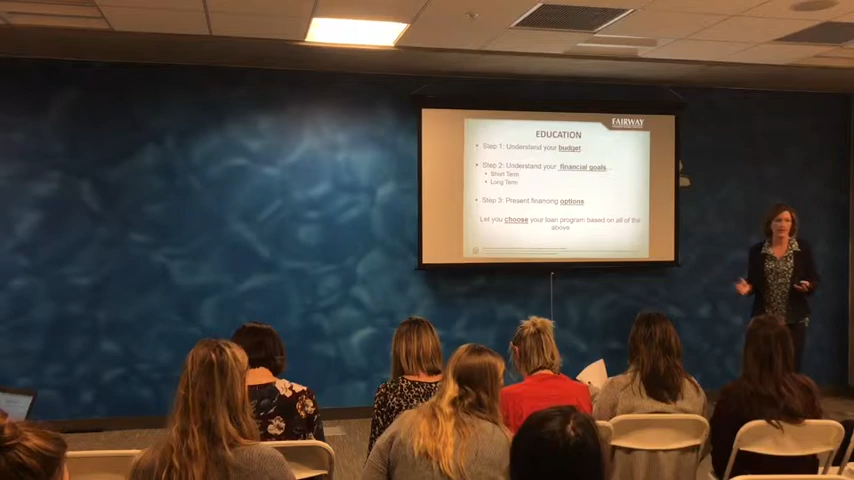 FAIRWAY
EDUCATION
• Step 1: Understand your budget
• Step 2: Understand your financial goals...
• Short Term
• Long Term
• Step 3: Present financing options
Let you choose your loan program based on all of the
above